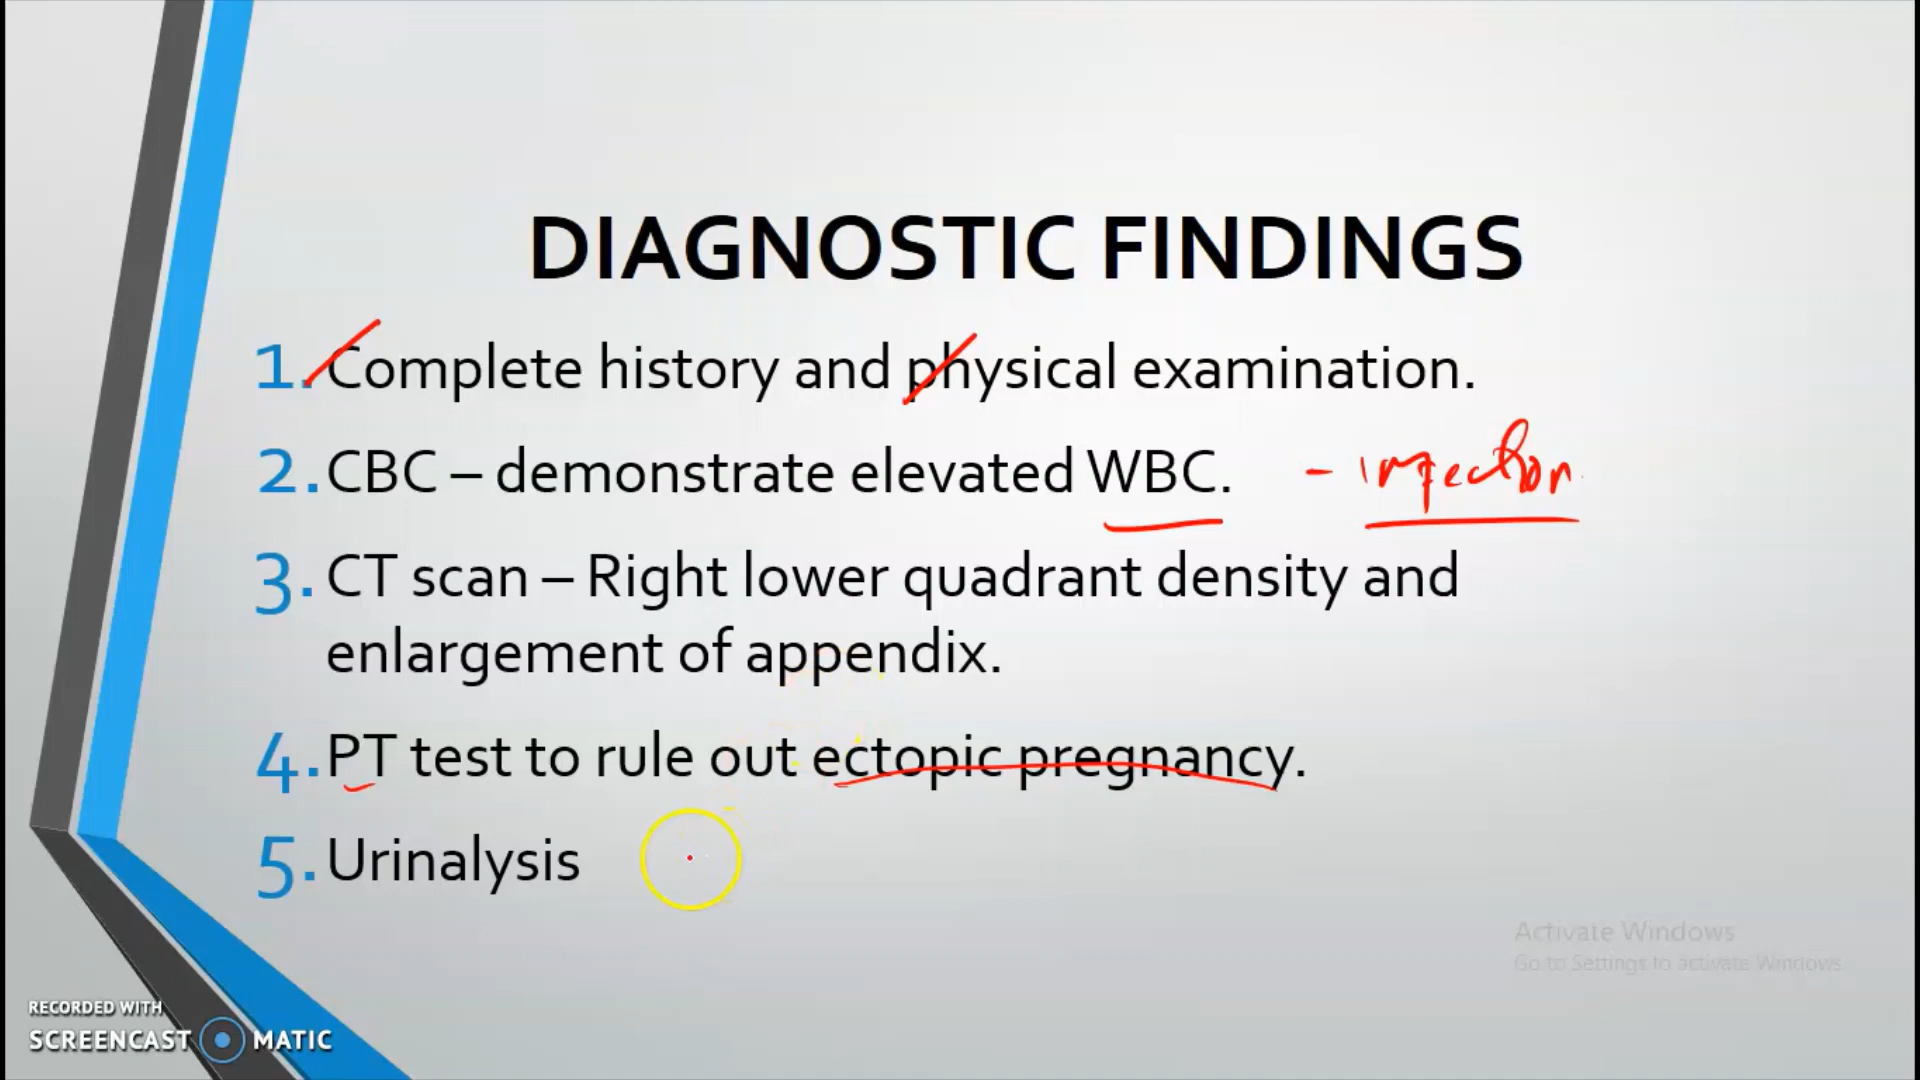 DIAGNOSTIC FINDINGS
1. Complete history and physical examination.
2. CBC – demonstrate elevated WBC. - infection.
3. CT scan – Right lower quadrant density and
enlargement of appendix.
4. PT test to rule out ectopic pregnancy.
5. Urinalysis
Activate Windows
Go to Settings to activate Windows.
RECORDED WITH
SCREENCAST MATIC